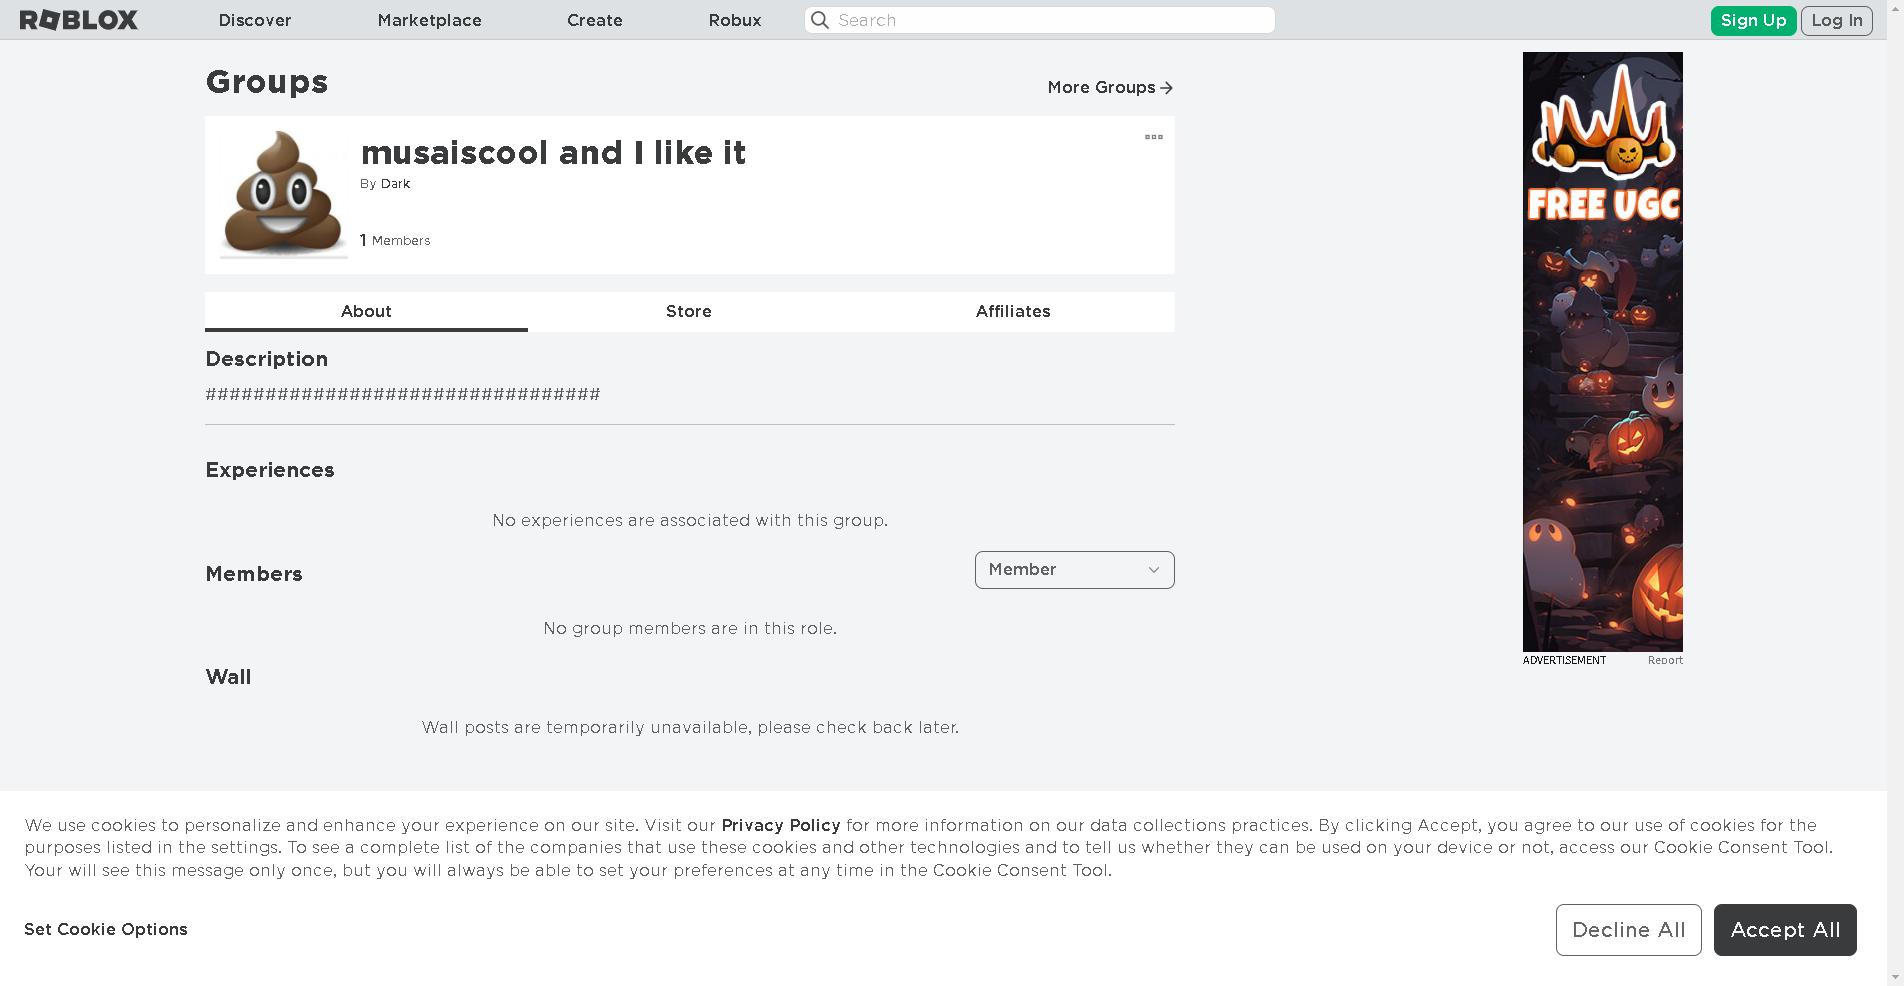 ROBLOX Discover Marketplace Create Robux Search Sign Up Log In
Groups
More Groups
musaiscool and I like it
By Dark
1 Members
About Store Affiliates
Description
#################################
Experiences
No experiences are associated with this group.
Members
Member
No group members are in this role.
Wall
Wall posts are temporarily unavailable, please check back later.
FREE UGC
ADVERTISEMENT Report
We use cookies to personalize and enhance your experience on our site. Visit our Privacy Policy for more information on our data collections practices. By clicking Accept, you agree to our use of cookies for the
purposes listed in the settings. To see a complete list of the companies that use these cookies and other technologies and to tell us whether they can be used on your device or not, access our Cookie Consent Tool.
Your will see this message only once, but you will always be able to set your preferences at any time in the Cookie Consent Tool.
Set Cookie Options
Decline All
Accept All